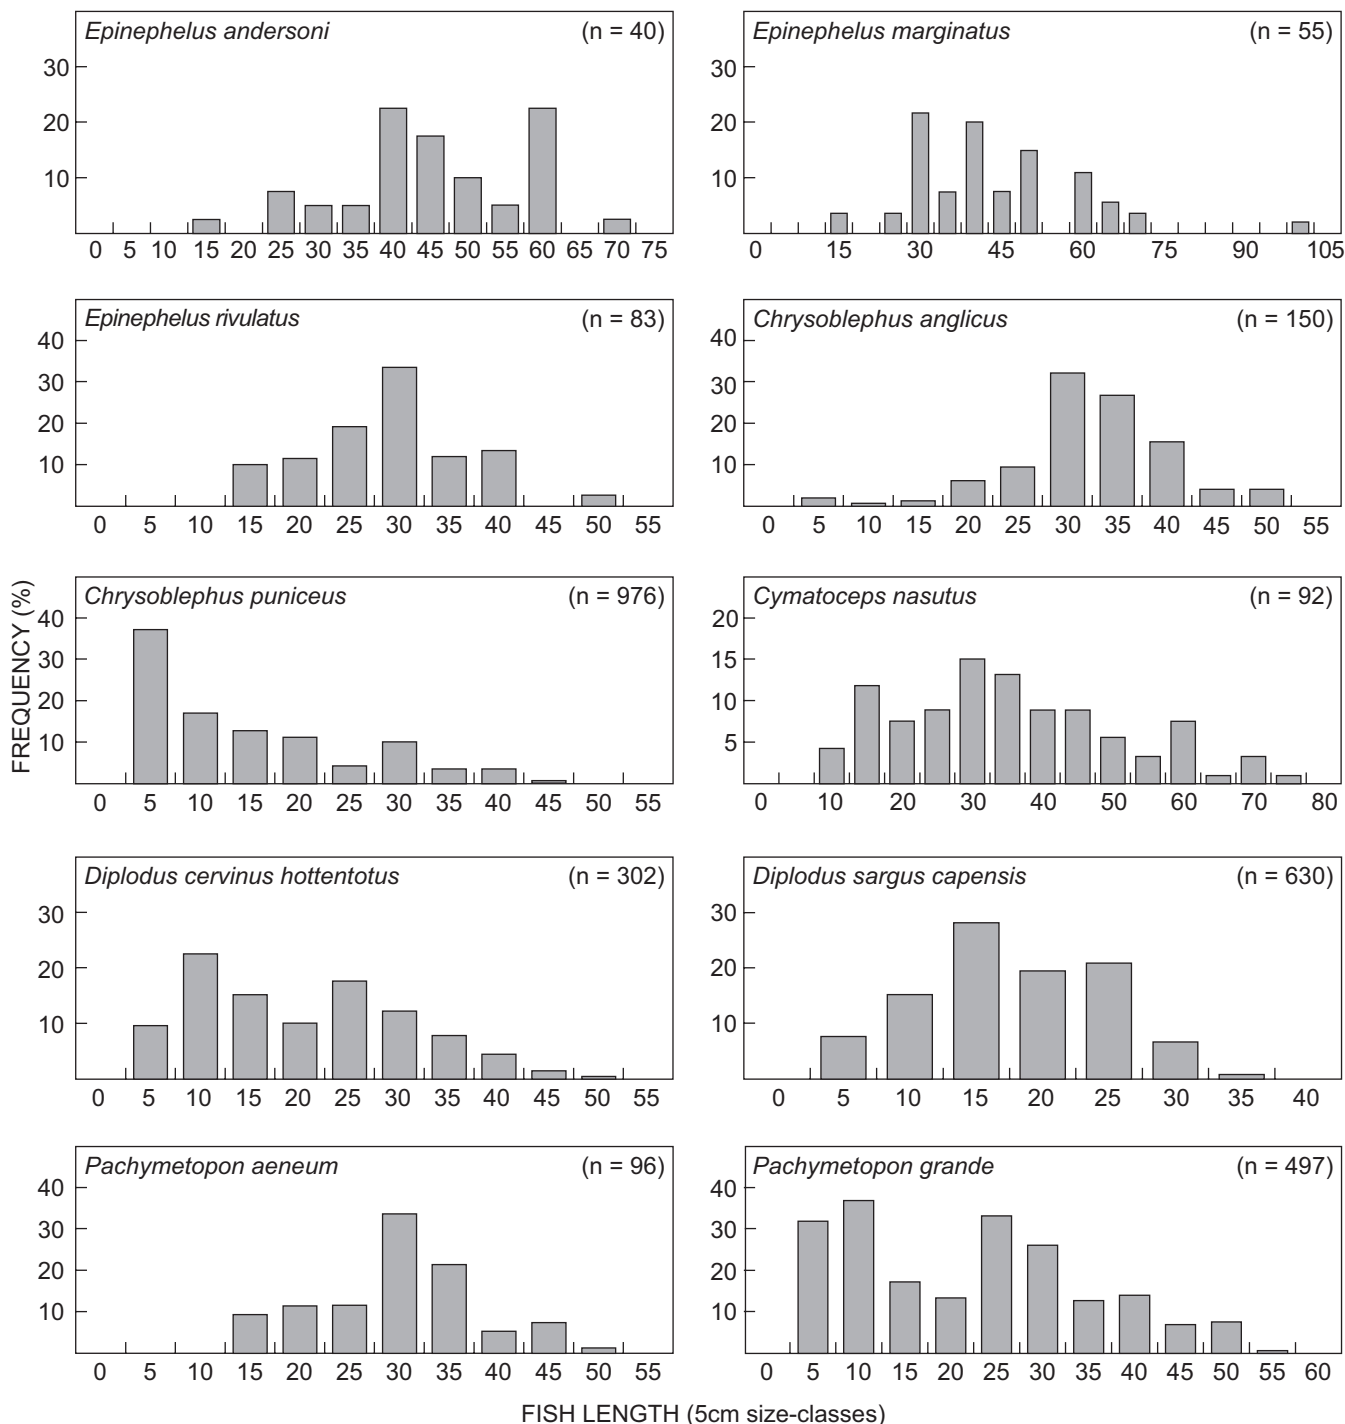 Epinephelus andersoni (n = 40)
30
20
10
0 5 10 15 20 25 30 35 40 45 50 55 60 65 70 75
Epinephelus marginatus (n = 55)
30
20
10
0 15 30 45 60 75 90 105
Epinephelus rivulatus (n = 83)
40
30
20
10
0 5 10 15 20 25 30 35 40 45 50 55
Chrysoblephus anglicus (n = 150)
40
30
20
10
0 5 10 15 20 25 30 35 40 45 50 55
FREQUENCY (%)
Chrysoblephus puniceus (n = 976)
40
30
20
10
0 5 10 15 20 25 30 35 40 45 50 55
Cymatoceps nasutus (n = 92)
20
15
10
5
0 10 20 30 40 50 60 70 80
Diplodus cervinus hottentotus (n = 302)
30
20
10
0 5 10 15 20 25 30 35 40 45 50 55
Diplodus sargus capensis (n = 630)
30
20
10
0 5 10 15 20 25 30 35 40
Pachymetopon aeneum (n = 96)
40
30
20
10
0 5 10 15 20 25 30 35 40 45 50 55
Pachymetopon grande (n = 497)
40
30
20
10
0 5 10 15 20 25 30 35 40 45 50 55 60
FISH LENGTH (5cm size-classes)